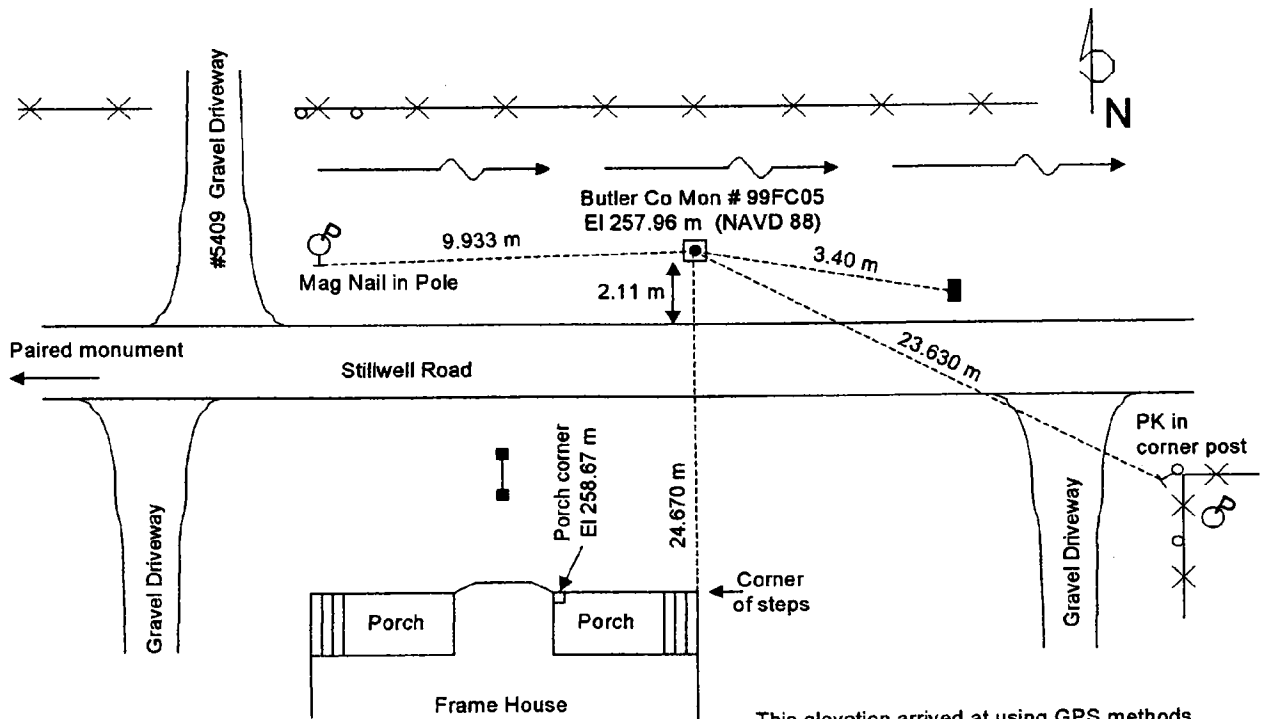 N
#5409 Gravel Driveway
Butler Co Mon # 99FC05
El 257.96 m (NAVD 88)
9.933 m
3.40 m
Mag Nail in Pole
2.11 m
Paired monument
Stillwell Road
23.630 m
PK in
corner post
Porch corner
El 258.67 m
24.670 m
Gravel Driveway
Gravel Driveway
Corner
of steps
Porch
Porch
Frame House
This elevation arrived at using GPS methods